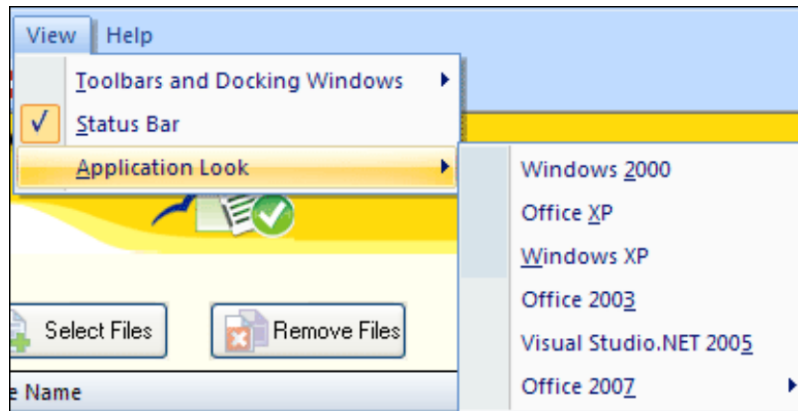 View Help
Toolbars and Docking Windows
Status Bar
Application Look
Windows 2000
Office XP
Windows XP
Office 2003
Visual Studio.NET 2005
Office 2007
Select Files Remove Files
Name